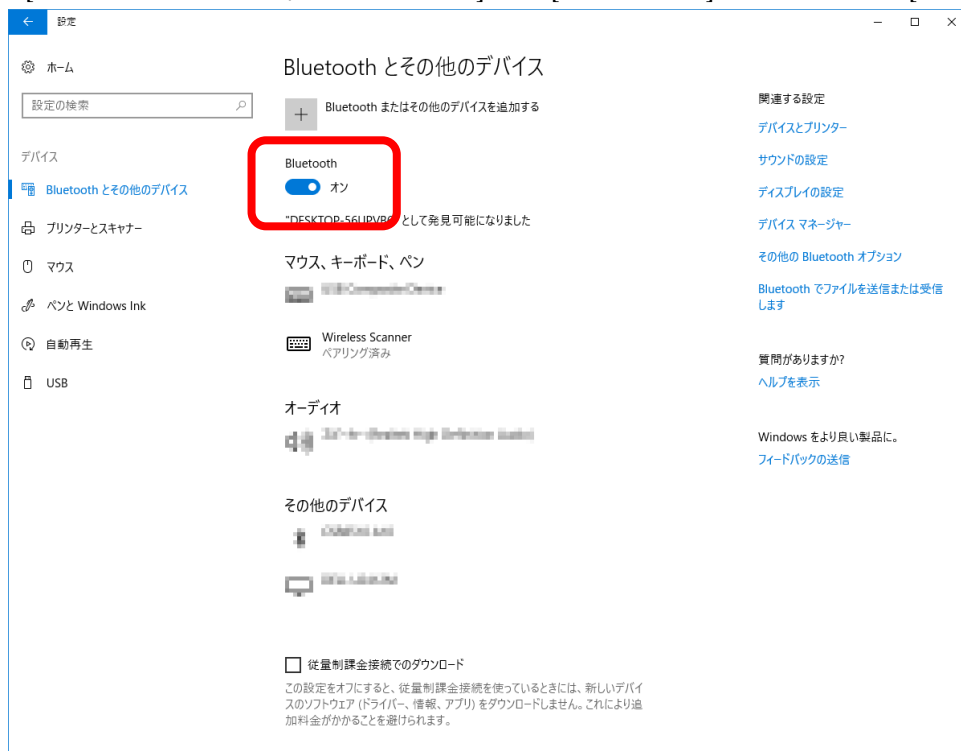 設定
ホーム
設定の検索
デバイス
Bluetooth とその他のデバイス
プリンターとスキャナー
マウス
ペンと Windows Ink
自動再生
USB
Bluetooth とその他のデバイス
Bluetooth またはその他のデバイスを追加する
Bluetooth
オン
として発見可能になりました
マウス、キーボード、ペン
Wireless Scanner
ペアリング済み
オーディオ
その他のデバイス
従量制課金接続でのダウンロード
この設定をオフにすると、従量制課金接続を使っているときには、新しいデバイ
スのソフトウェア (ドライバー、情報、アプリ) をダウンロードしません。これにより追
加料金がかかることを避けられます。
関連する設定
デバイスとプリンター
サウンドの設定
ディスプレイの設定
デバイス マネージャー
その他の Bluetooth オプション
Bluetooth でファイルを送信または受信
します
質問がありますか?
ヘルプを表示
Windows をより良い製品に。
フィードバックの送信